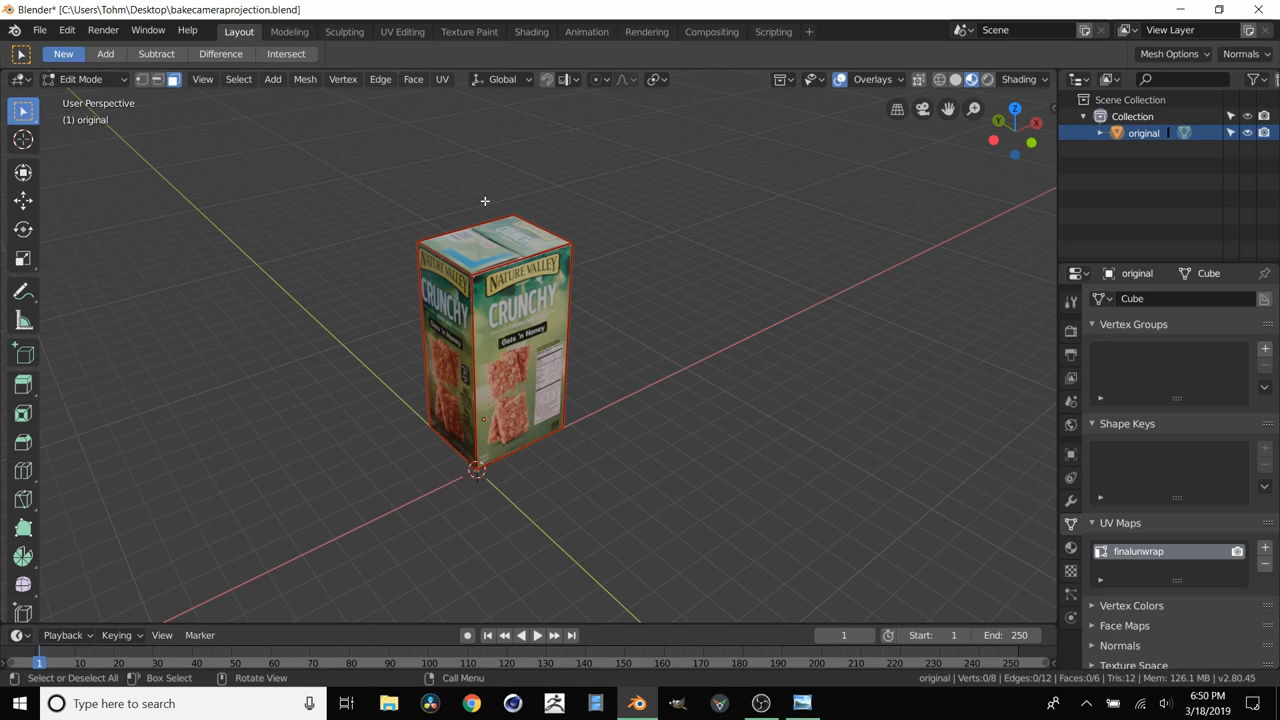 Blender* [C:\Users\Tohm\Desktop\bakecameraprojection.blend]
File Edit Render Window Help Layout Modeling Sculpting UV Editing Texture Paint Shading Animation Rendering Compositing Scripting + Scene View Layer
New Add Subtract Difference Intersect Mesh Options Normals
Edit Mode View Select Add Mesh Vertex Edge Face UV Global Overlays Shading
User Perspective
(1) original
Y X Z
Scene Collection
Collection
original
original Cube
Cube
Vertex Groups
Shape Keys
UV Maps
finalunwrap
Vertex Colors
Face Maps
Normals
Texture Space
NATURE VALLEY
CRUNCHY
Oats 'n Honey
NATURE VALLEY
CRUNCHY
Oats 'n Honey
Playback Keying View Marker 1 Start: 1 End: 250
1 10 20 30 40 50 60 70 80 90 100 110 120 130 140 150 160 170 180 190 200 210 220 230 240 250
Select or Deselect All Box Select Rotate View Call Menu original | Verts:0/8 | Edges:0/12 | Faces:0/6 | Tris:12 | Mem: 126.1 MB | v2.80.45
Type here to search
6:50 PM
3/18/2019